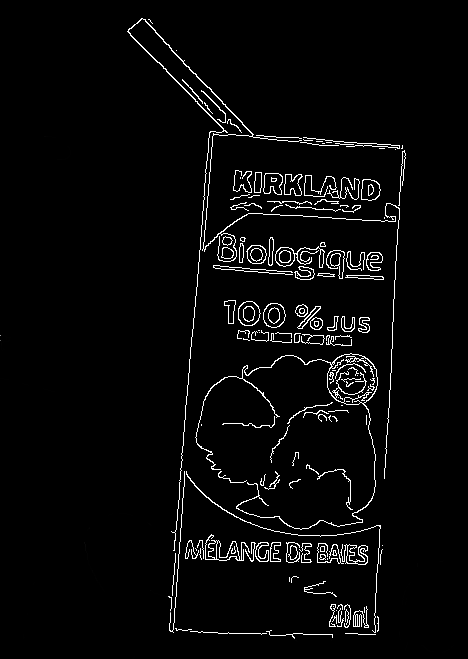 KIRKLAND
Biologique
100 % JUS
MÉLANGE DE BAIES
200 mL